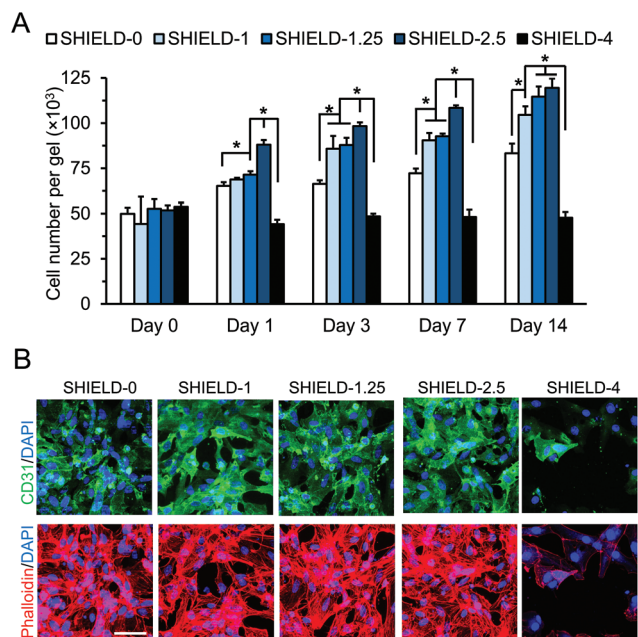 A
SHIELD-0 SHIELD-1 SHIELD-1.25 SHIELD-2.5 SHIELD-4
Cell number per gel (×10³)
125
100
75
50
25
0
* * * * * * * *
Day 0 Day 1 Day 3 Day 7 Day 14
B
SHIELD-0 SHIELD-1 SHIELD-1.25 SHIELD-2.5 SHIELD-4
CD31/DAPI
Phalloidin/DAPI